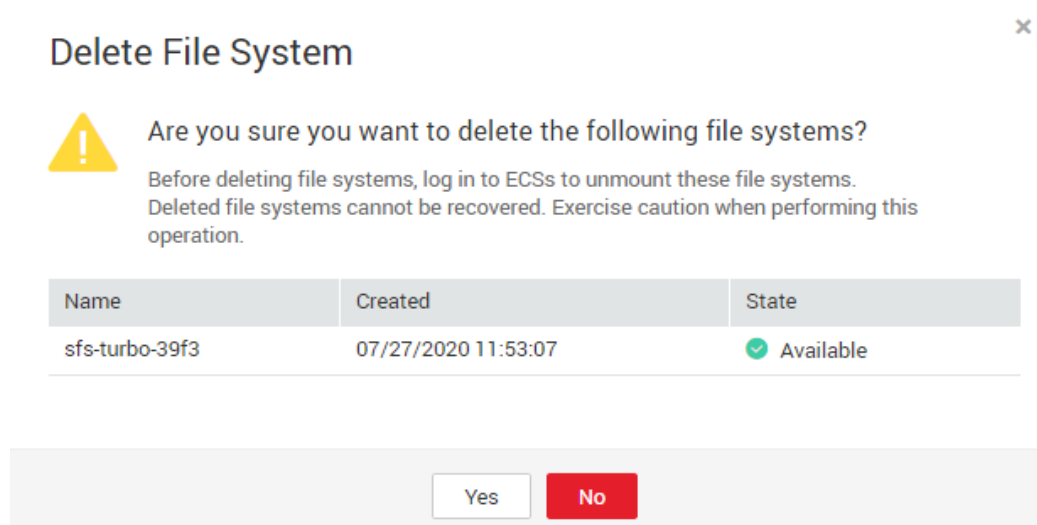 Delete File System
Are you sure you want to delete the following file systems?
Before deleting file systems, log in to ECSs to unmount these file systems.
Deleted file systems cannot be recovered. Exercise caution when performing this
operation.
Name Created State
sfs-turbo-39f3 07/27/2020 11:53:07 Available
Yes No